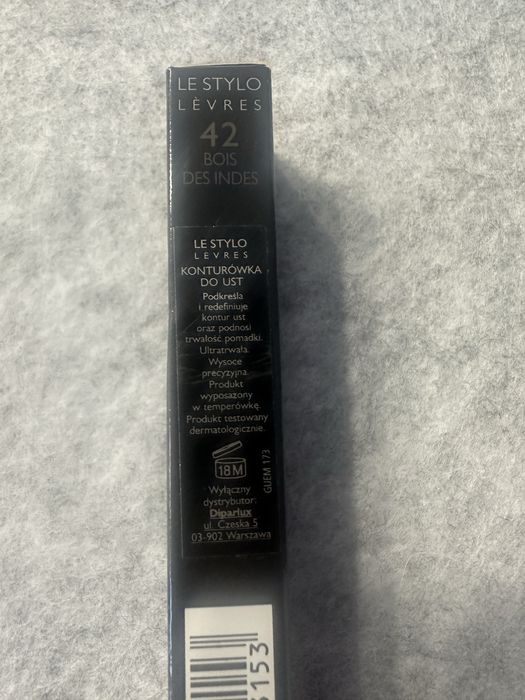 LE STYLO
LÈVRES
42
BOIS
DES INDES
LE STYLO
LEVRES
KONTURÓWKA
DO UST
Podkreśla
i redefiniuje
kontur ust
oraz podnosi
trwałość pomadki.
Ultratrwała.
Wysoce
precyzyjna.
Produkt
wyposażony
w temperówkę.
Produkt testowany
dermatologicznie.
18M
GUEM 173
Wyłączny
dystrybutor:
Diparlux
ul. Czeska 5
03-902 Warszawa
3153